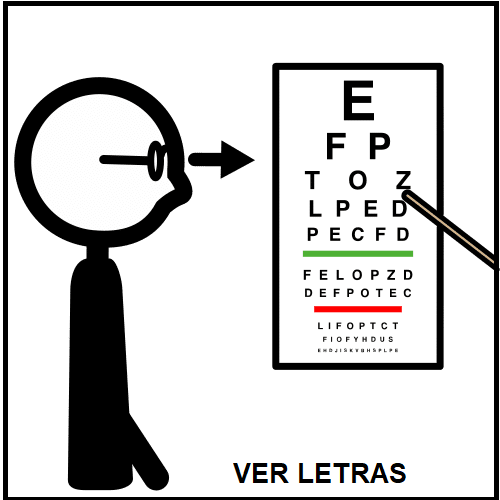 E
F P
T O Z
L P E D
P E C F D
F E L O P Z D
D E F P O T E C
L I F O P T C T
F I O F Y H D U S
E H D J I S K V B H S P L P E
VER LETRAS